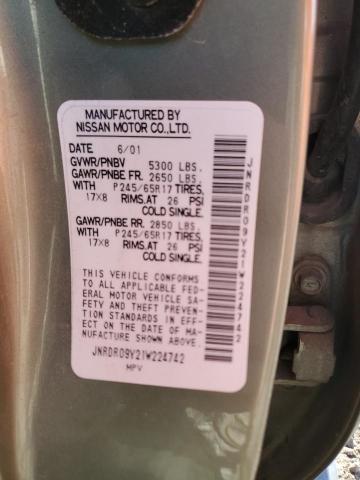 MANUFACTURED BY
NISSAN MOTOR CO.,LTD.
DATE 6/01
GVWR/PNBV 5300 LBS.
GAWR/PNBE FR. 2650 LBS.
WITH P245/65R17 TIRES,
17X8 RIMS, AT 26 PSI
COLD SINGLE.
GAWR/PNBE RR. 2850 LBS.
WITH P245/65R17 TIRES,
17X8 RIMS, AT 26 PSI
COLD SINGLE.
THIS VEHICLE CONFORMS
TO ALL APPLICABLE FED-
ERAL MOTOR VEHICLE SA-
FETY AND THEFT PREVEN-
TION STANDARDS IN EFF-
ECT ON THE DATE OF MA-
NUFACTURE SHOWN ABOVE.
JNRDR09Y21W224742
MPV
JNRDR09Y21W224742